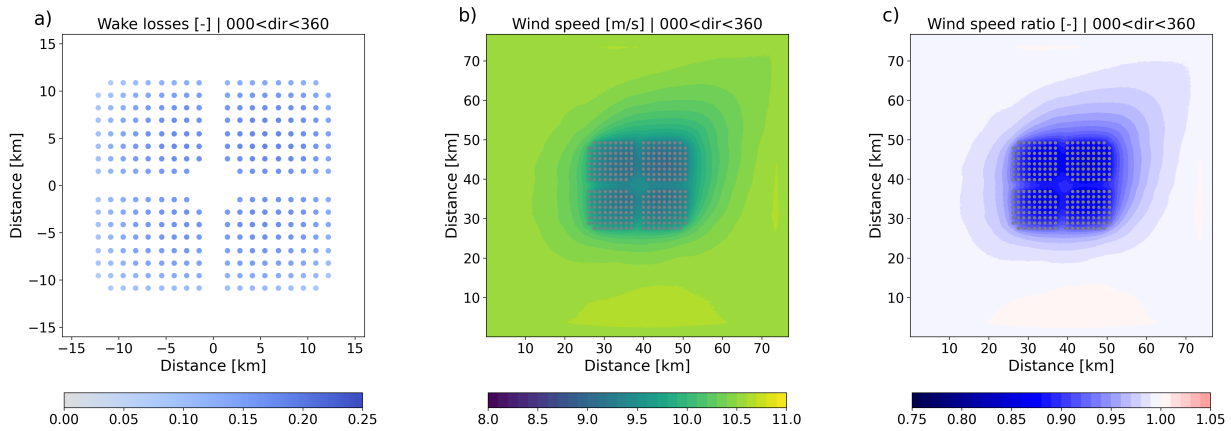 a)
Wake losses [-] | 000<dir<360
15
10
5
0
−5
−10
−15
Distance [km]
−15 −10 −5 0 5 10 15
Distance [km]
0.00 0.05 0.10 0.15 0.20 0.25
b)
Wind speed [m/s] | 000<dir<360
70
60
50
40
30
20
10
Distance [km]
10 20 30 40 50 60 70
Distance [km]
8.0 8.5 9.0 9.5 10.0 10.5 11.0
c)
Wind speed ratio [-] | 000<dir<360
70
60
50
40
30
20
10
Distance [km]
10 20 30 40 50 60 70
Distance [km]
0.75 0.80 0.85 0.90 0.95 1.00 1.05